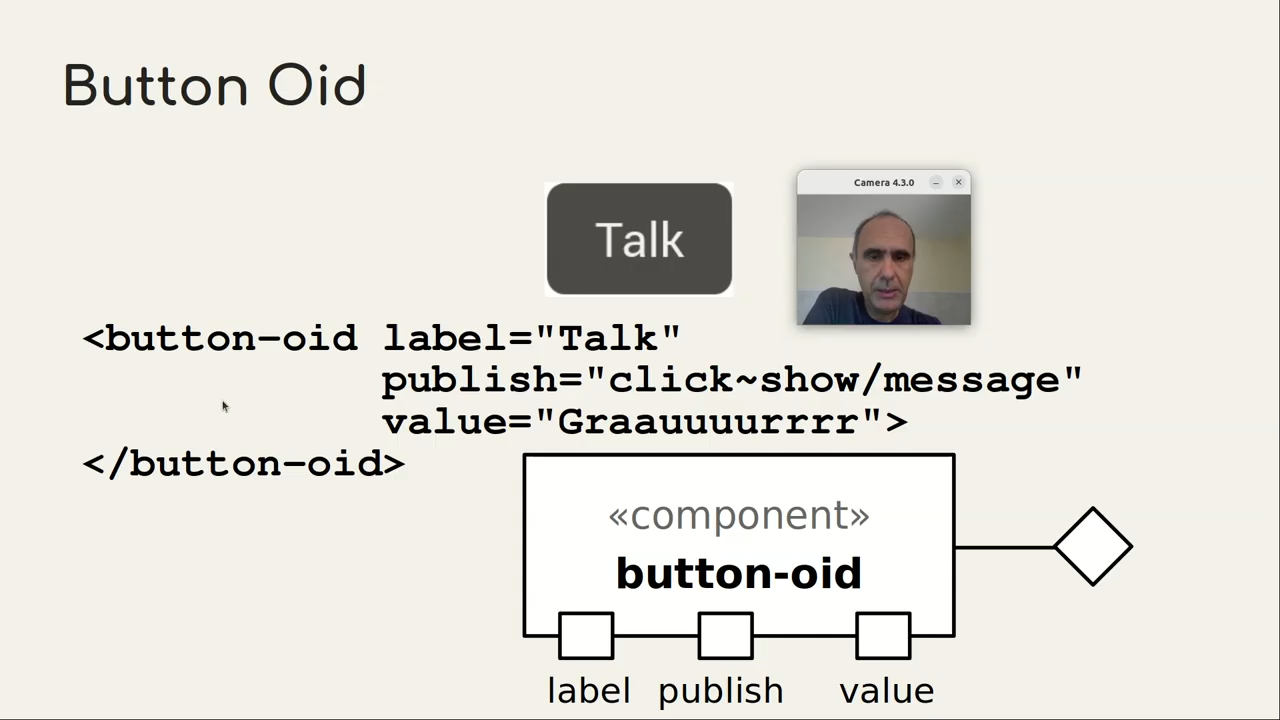 Button Oid
Talk
Camera 4.3.0
<button-oid label="Talk"
publish="click~show/message"
value="Graauuuurrrr">
</button-oid>
«component»
button-oid
label publish value